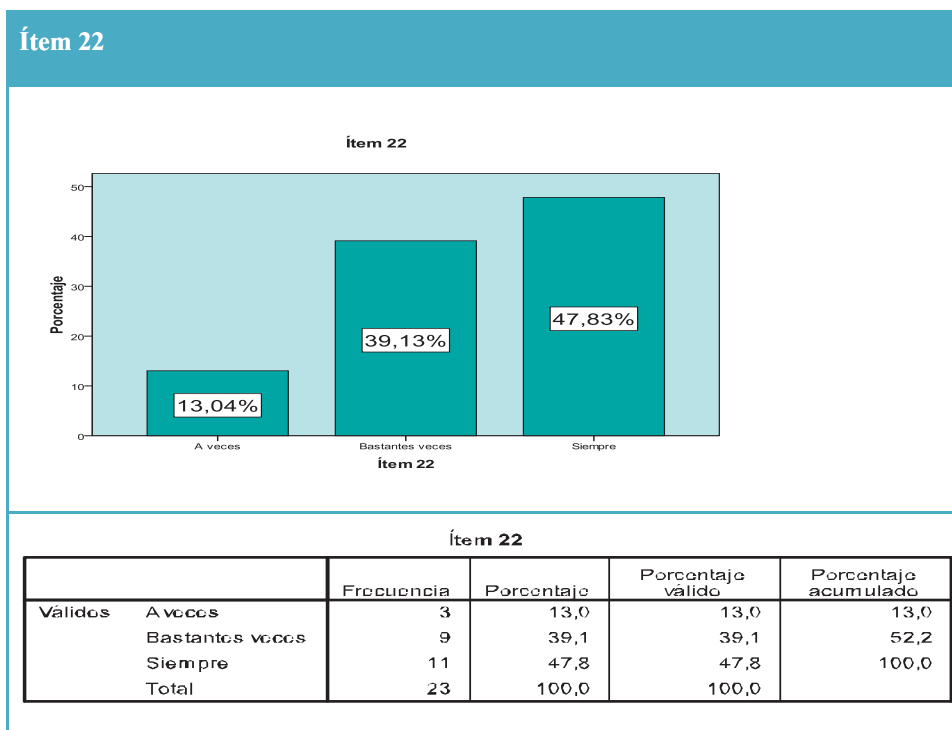 Ítem 22
Ítem 22
50
40
30
20
10
0
Porcentaje
13,04%
39,13%
47,83%
A veces
Bastantes veces
Siempre
Ítem 22
Ítem 22
Frecuencia Porcentaje Porcentaje válido Porcentaje acumulado
Válidos A veces 3 13,0 13,0 13,0
Bastantes veces 9 39,1 39,1 52,2
Siempre 11 47,8 47,8 100,0
Total 23 100,0 100,0